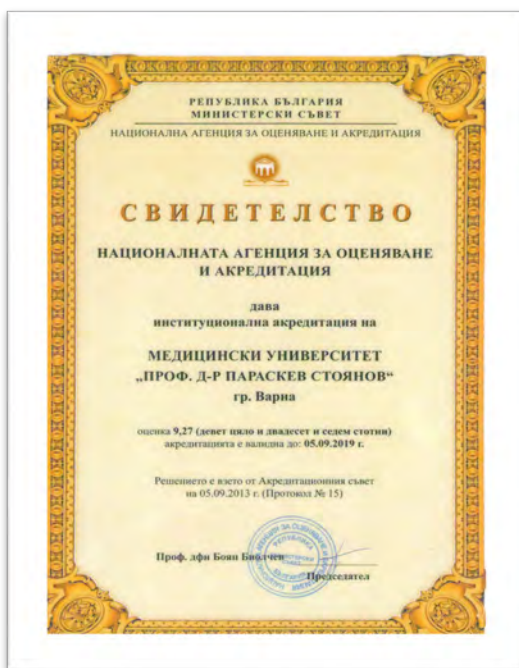 РЕПУБЛИКА БЪЛГАРИЯ
МИНИСТЕРСКИ СЪВЕТ
НАЦИОНАЛНА АГЕНЦИЯ ЗА ОЦЕНЯВАНЕ И АКРЕДИТАЦИЯ
СВИДЕТЕЛСТВО
НАЦИОНАЛНАТА АГЕНЦИЯ ЗА ОЦЕНЯВАНЕ
И АКРЕДИТАЦИЯ
дава
институционална акредитация на
МЕДИЦИНСКИ УНИВЕРСИТЕТ
„ПРОФ. Д-Р ПАРАСКЕВ СТОЯНОВ“
гр. Варна
оценка 9,27 (девет цяло и двадесет и седем стотни)
акредитацията е валидна до: 05.09.2019 г.
Решението е взето от Акредитационния съвет
на 05.09.2013 г. (Протокол № 15)
Проф. дфн Боян Биолчев
Председател